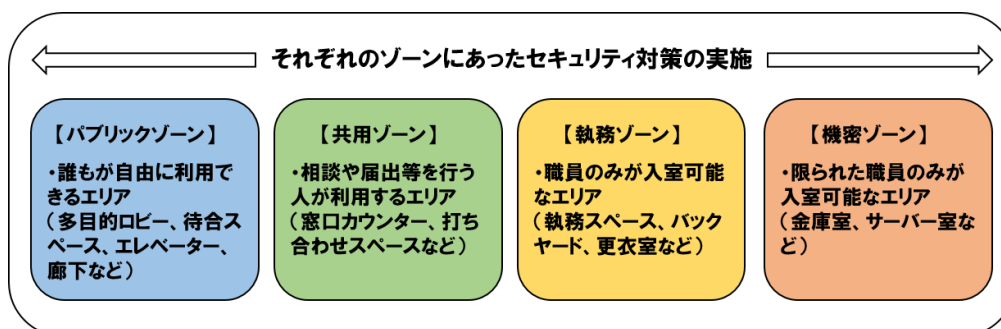 それぞれのゾーンにあったセキュリティ対策の実施
【パブリックゾーン】
・誰もが自由に利用で
きるエリア
（多目的ロビー、待合ス
ペース、エレベーター、
廊下など）
【共用ゾーン】
・相談や届出等を行う
人が利用するエリア
（窓口カウンター、打ち
合わせスペースなど）
【執務ゾーン】
・職員のみが入室可能
なエリア
（執務スペース、バック
ヤード、更衣室など）
【機密ゾーン】
・限られた職員のみが
入室可能なエリア
（金庫室、サーバー室な
ど）